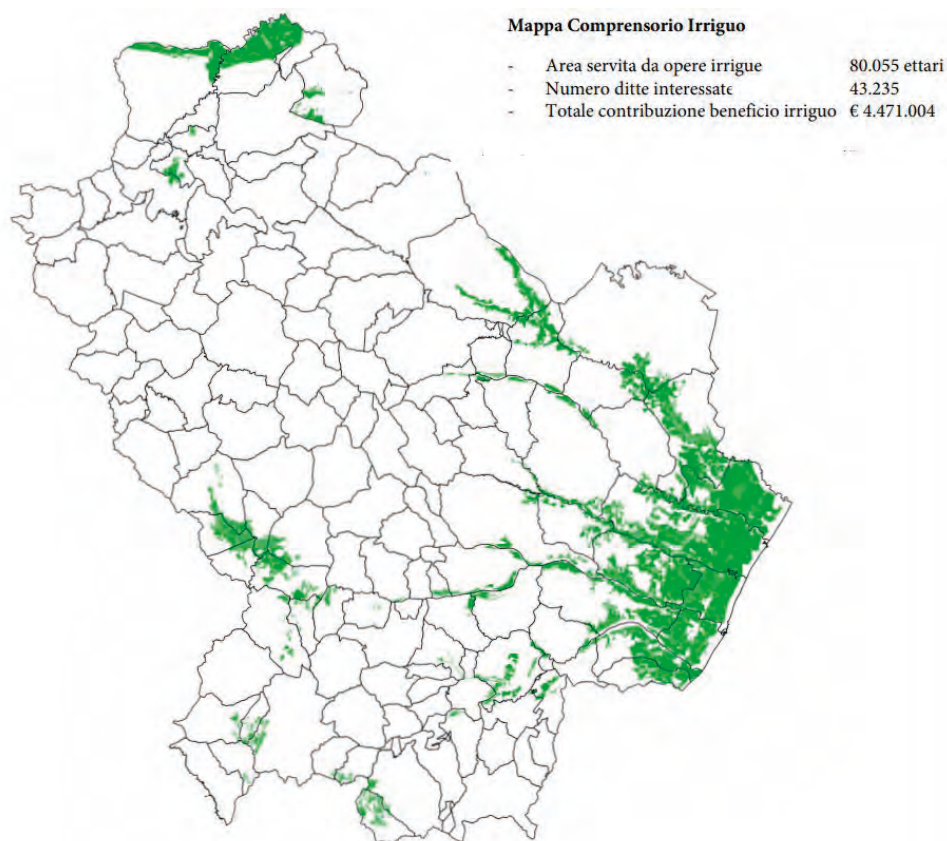 Mappa Comprensorio Irriguo
- Area servita da opere irrigue 80.055 ettari
- Numero ditte interessate 43.235
- Totale contribuzione beneficio irriguo € 4.471.004